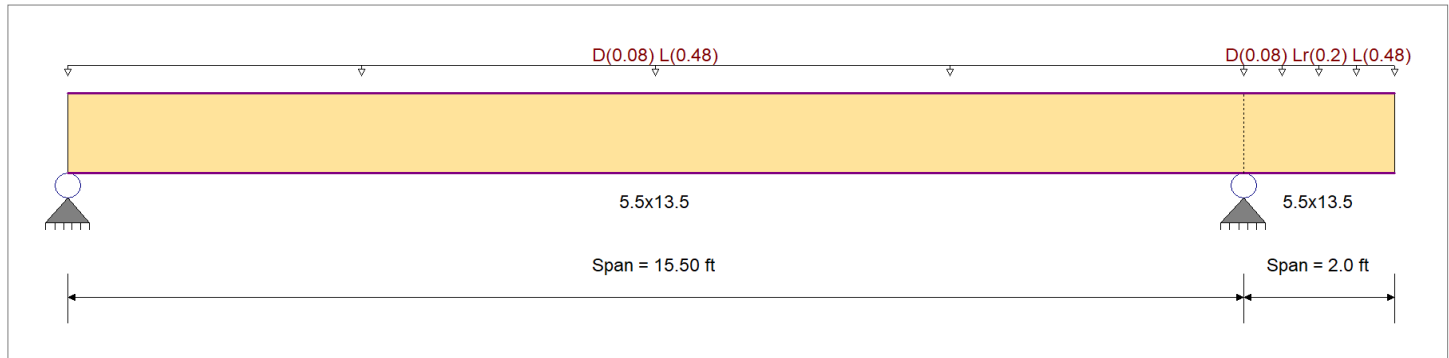 D(0.08) L(0.48) D(0.08) Lr(0.2) L(0.48)
5.5x13.5 5.5x13.5
Span = 15.50 ft Span = 2.0 ft